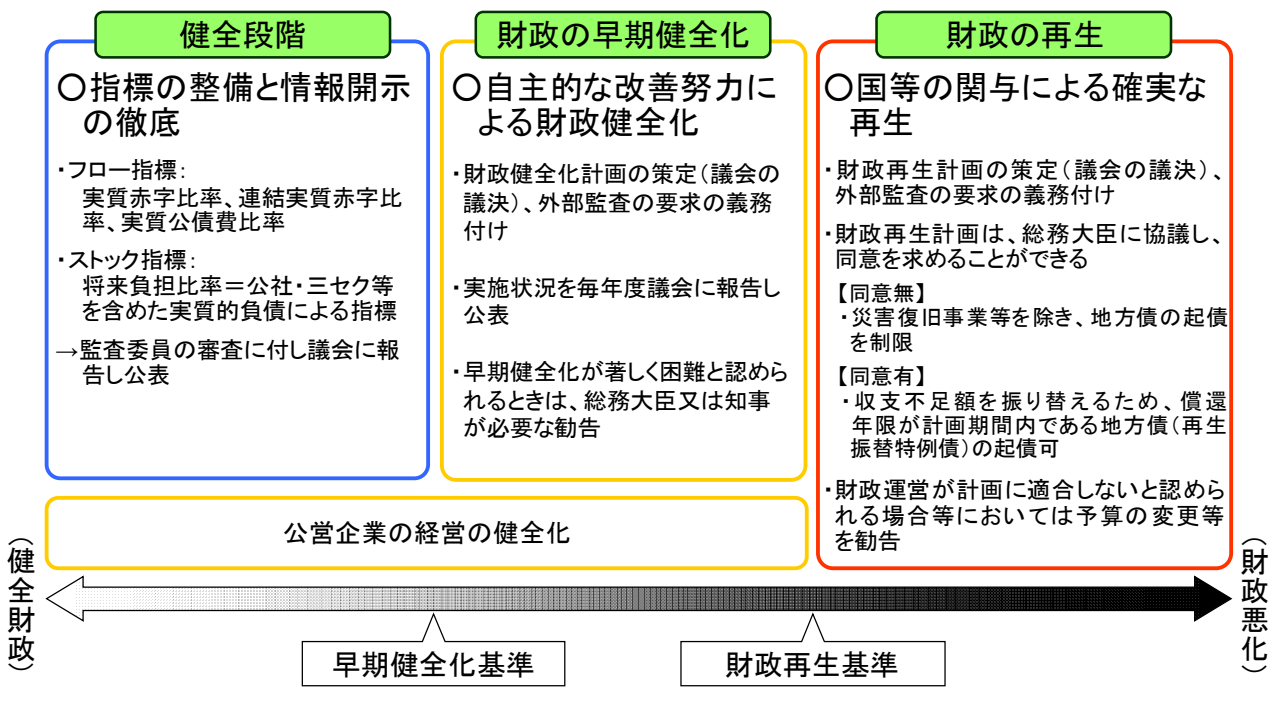 健全段階
〇指標の整備と情報開示
の徹底
・フロー指標：
実質赤字比率、連結実質赤字比
率、実質公債費比率
・ストック指標：
将来負担比率＝公社・三セク等
を含めた実質的負債による指標
→監査委員の審査に付し議会に報
告し公表
財政の早期健全化
〇自主的な改善努力に
よる財政健全化
・財政健全化計画の策定（議会の
議決）、外部監査の要求の義務
付け
・実施状況を毎年度議会に報告し
公表
・早期健全化が著しく困難と認めら
れるときは、総務大臣又は知事
が必要な勧告
財政の再生
〇国等の関与による確実な
再生
・財政再生計画の策定（議会の議決）、
外部監査の要求の義務付け
・財政再生計画は、総務大臣に協議し、
同意を求めることができる
【同意無】
・災害復旧事業等を除き、地方債の起債
を制限
【同意有】
・収支不足額を振り替えるため、償還
年限が計画期間内である地方債（再生
振替特例債）の起債可
・財政運営が計画に適合しないと認めら
れる場合等においては予算の変更等
を勧告
公営企業の経営の健全化
（健全財政）
（財政悪化）
早期健全化基準
財政再生基準